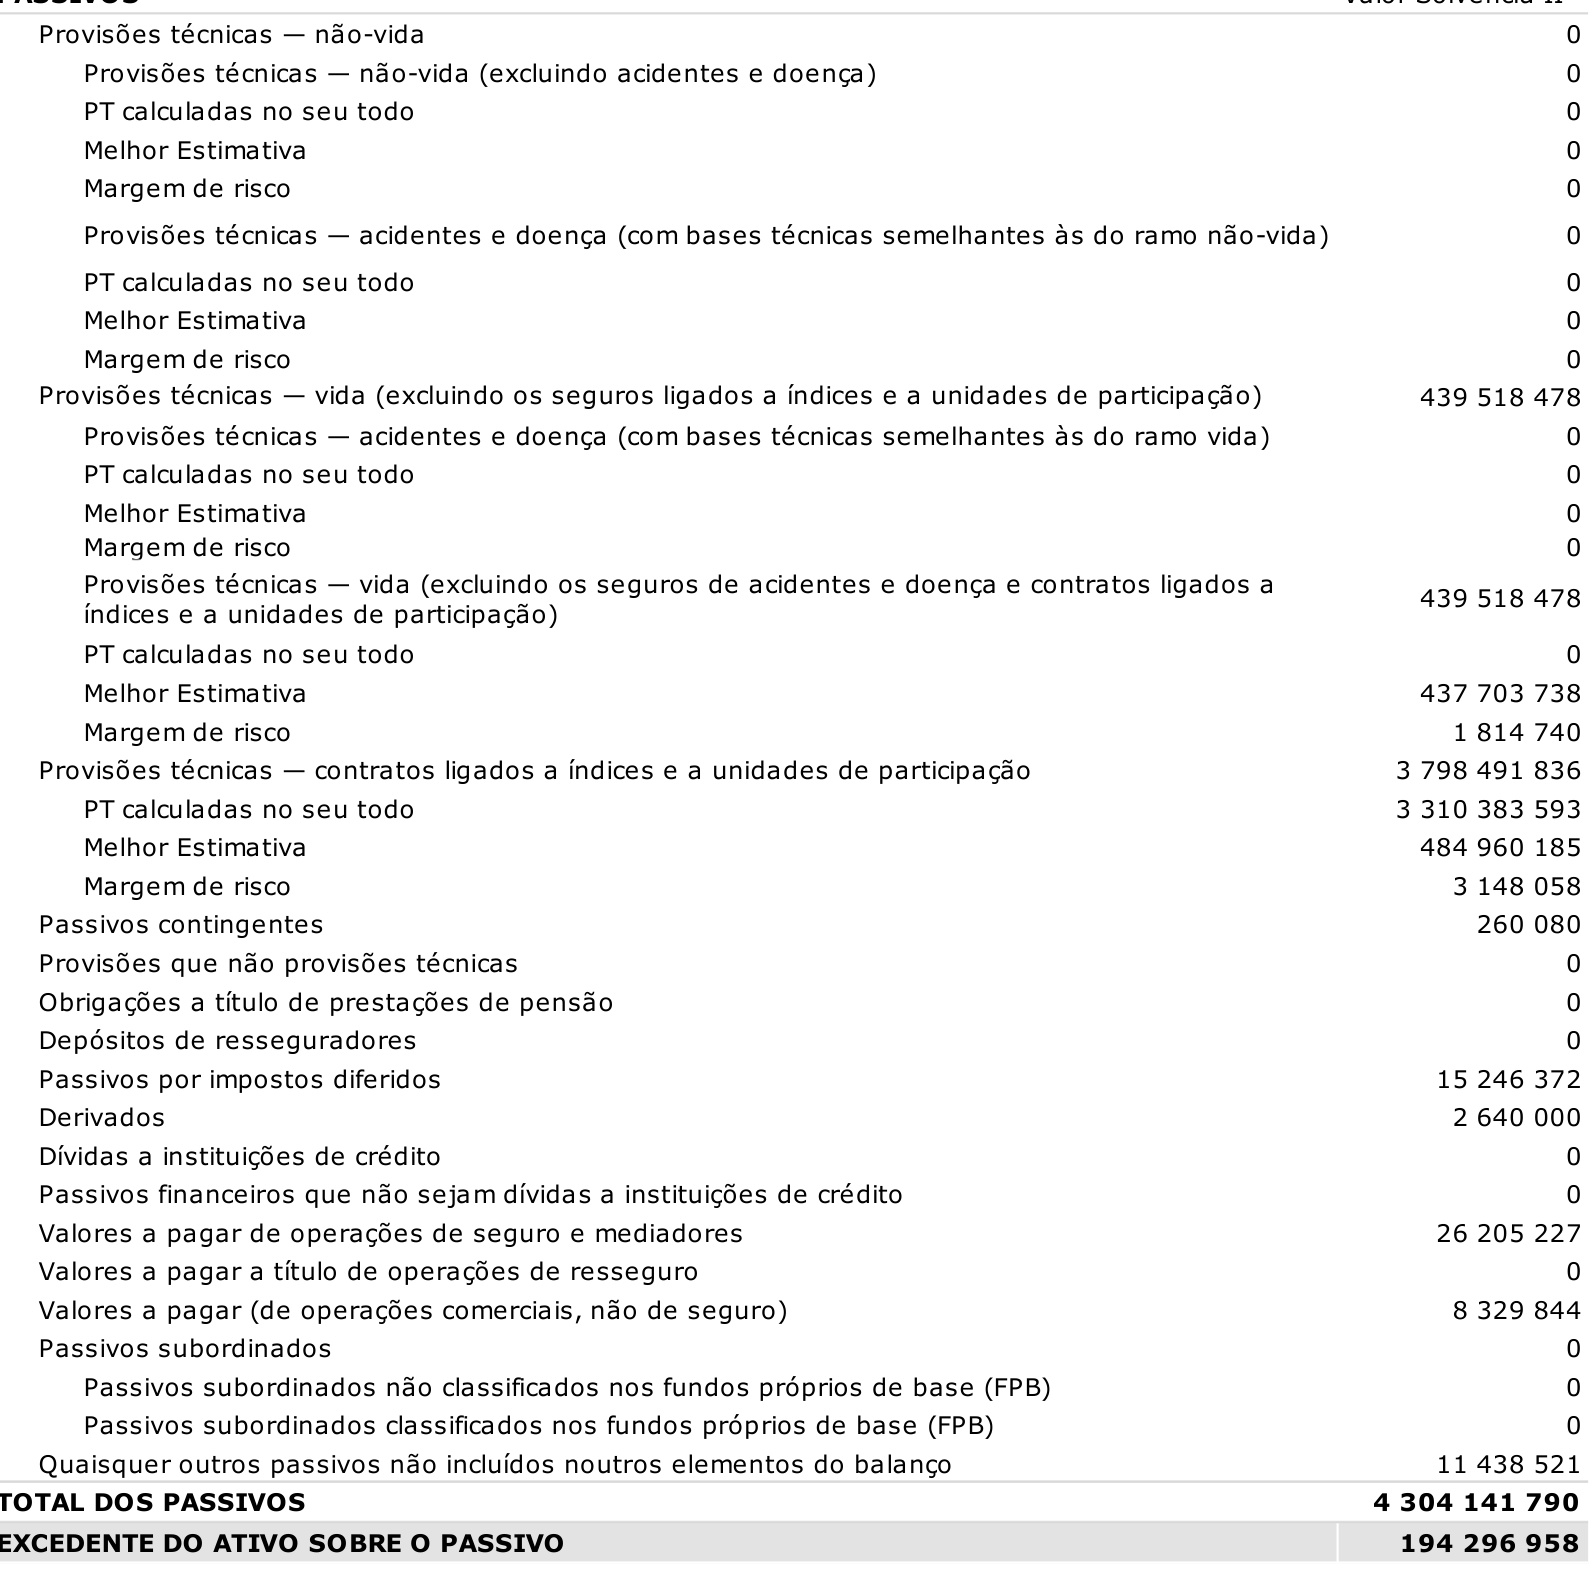 PASSIVOS Valor Solvência II
Provisões técnicas — não-vida 0
Provisões técnicas — não-vida (excluindo acidentes e doença) 0
PT calculadas no seu todo 0
Melhor Estimativa 0
Margem de risco 0
Provisões técnicas — acidentes e doença (com bases técnicas semelhantes às do ramo não-vida) 0
PT calculadas no seu todo 0
Melhor Estimativa 0
Margem de risco 0
Provisões técnicas — vida (excluindo os seguros ligados a índices e a unidades de participação) 439 518 478
Provisões técnicas — acidentes e doença (com bases técnicas semelhantes às do ramo vida) 0
PT calculadas no seu todo 0
Melhor Estimativa 0
Margem de risco 0
Provisões técnicas — vida (excluindo os seguros de acidentes e doença e contratos ligados a
índices e a unidades de participação) 439 518 478
PT calculadas no seu todo 0
Melhor Estimativa 437 703 738
Margem de risco 1 814 740
Provisões técnicas — contratos ligados a índices e a unidades de participação 3 798 491 836
PT calculadas no seu todo 3 310 383 593
Melhor Estimativa 484 960 185
Margem de risco 3 148 058
Passivos contingentes 260 080
Provisões que não provisões técnicas 0
Obrigações a título de prestações de pensão 0
Depósitos de resseguradores 0
Passivos por impostos diferidos 15 246 372
Derivados 2 640 000
Dívidas a instituições de crédito 0
Passivos financeiros que não sejam dívidas a instituições de crédito 0
Valores a pagar de operações de seguro e mediadores 26 205 227
Valores a pagar a título de operações de resseguro 0
Valores a pagar (de operações comerciais, não de seguro) 8 329 844
Passivos subordinados 0
Passivos subordinados não classificados nos fundos próprios de base (FPB) 0
Passivos subordinados classificados nos fundos próprios de base (FPB) 0
Quaisquer outros passivos não incluídos noutros elementos do balanço 11 438 521
TOTAL DOS PASSIVOS 4 304 141 790
EXCEDENTE DO ATIVO SOBRE O PASSIVO 194 296 958